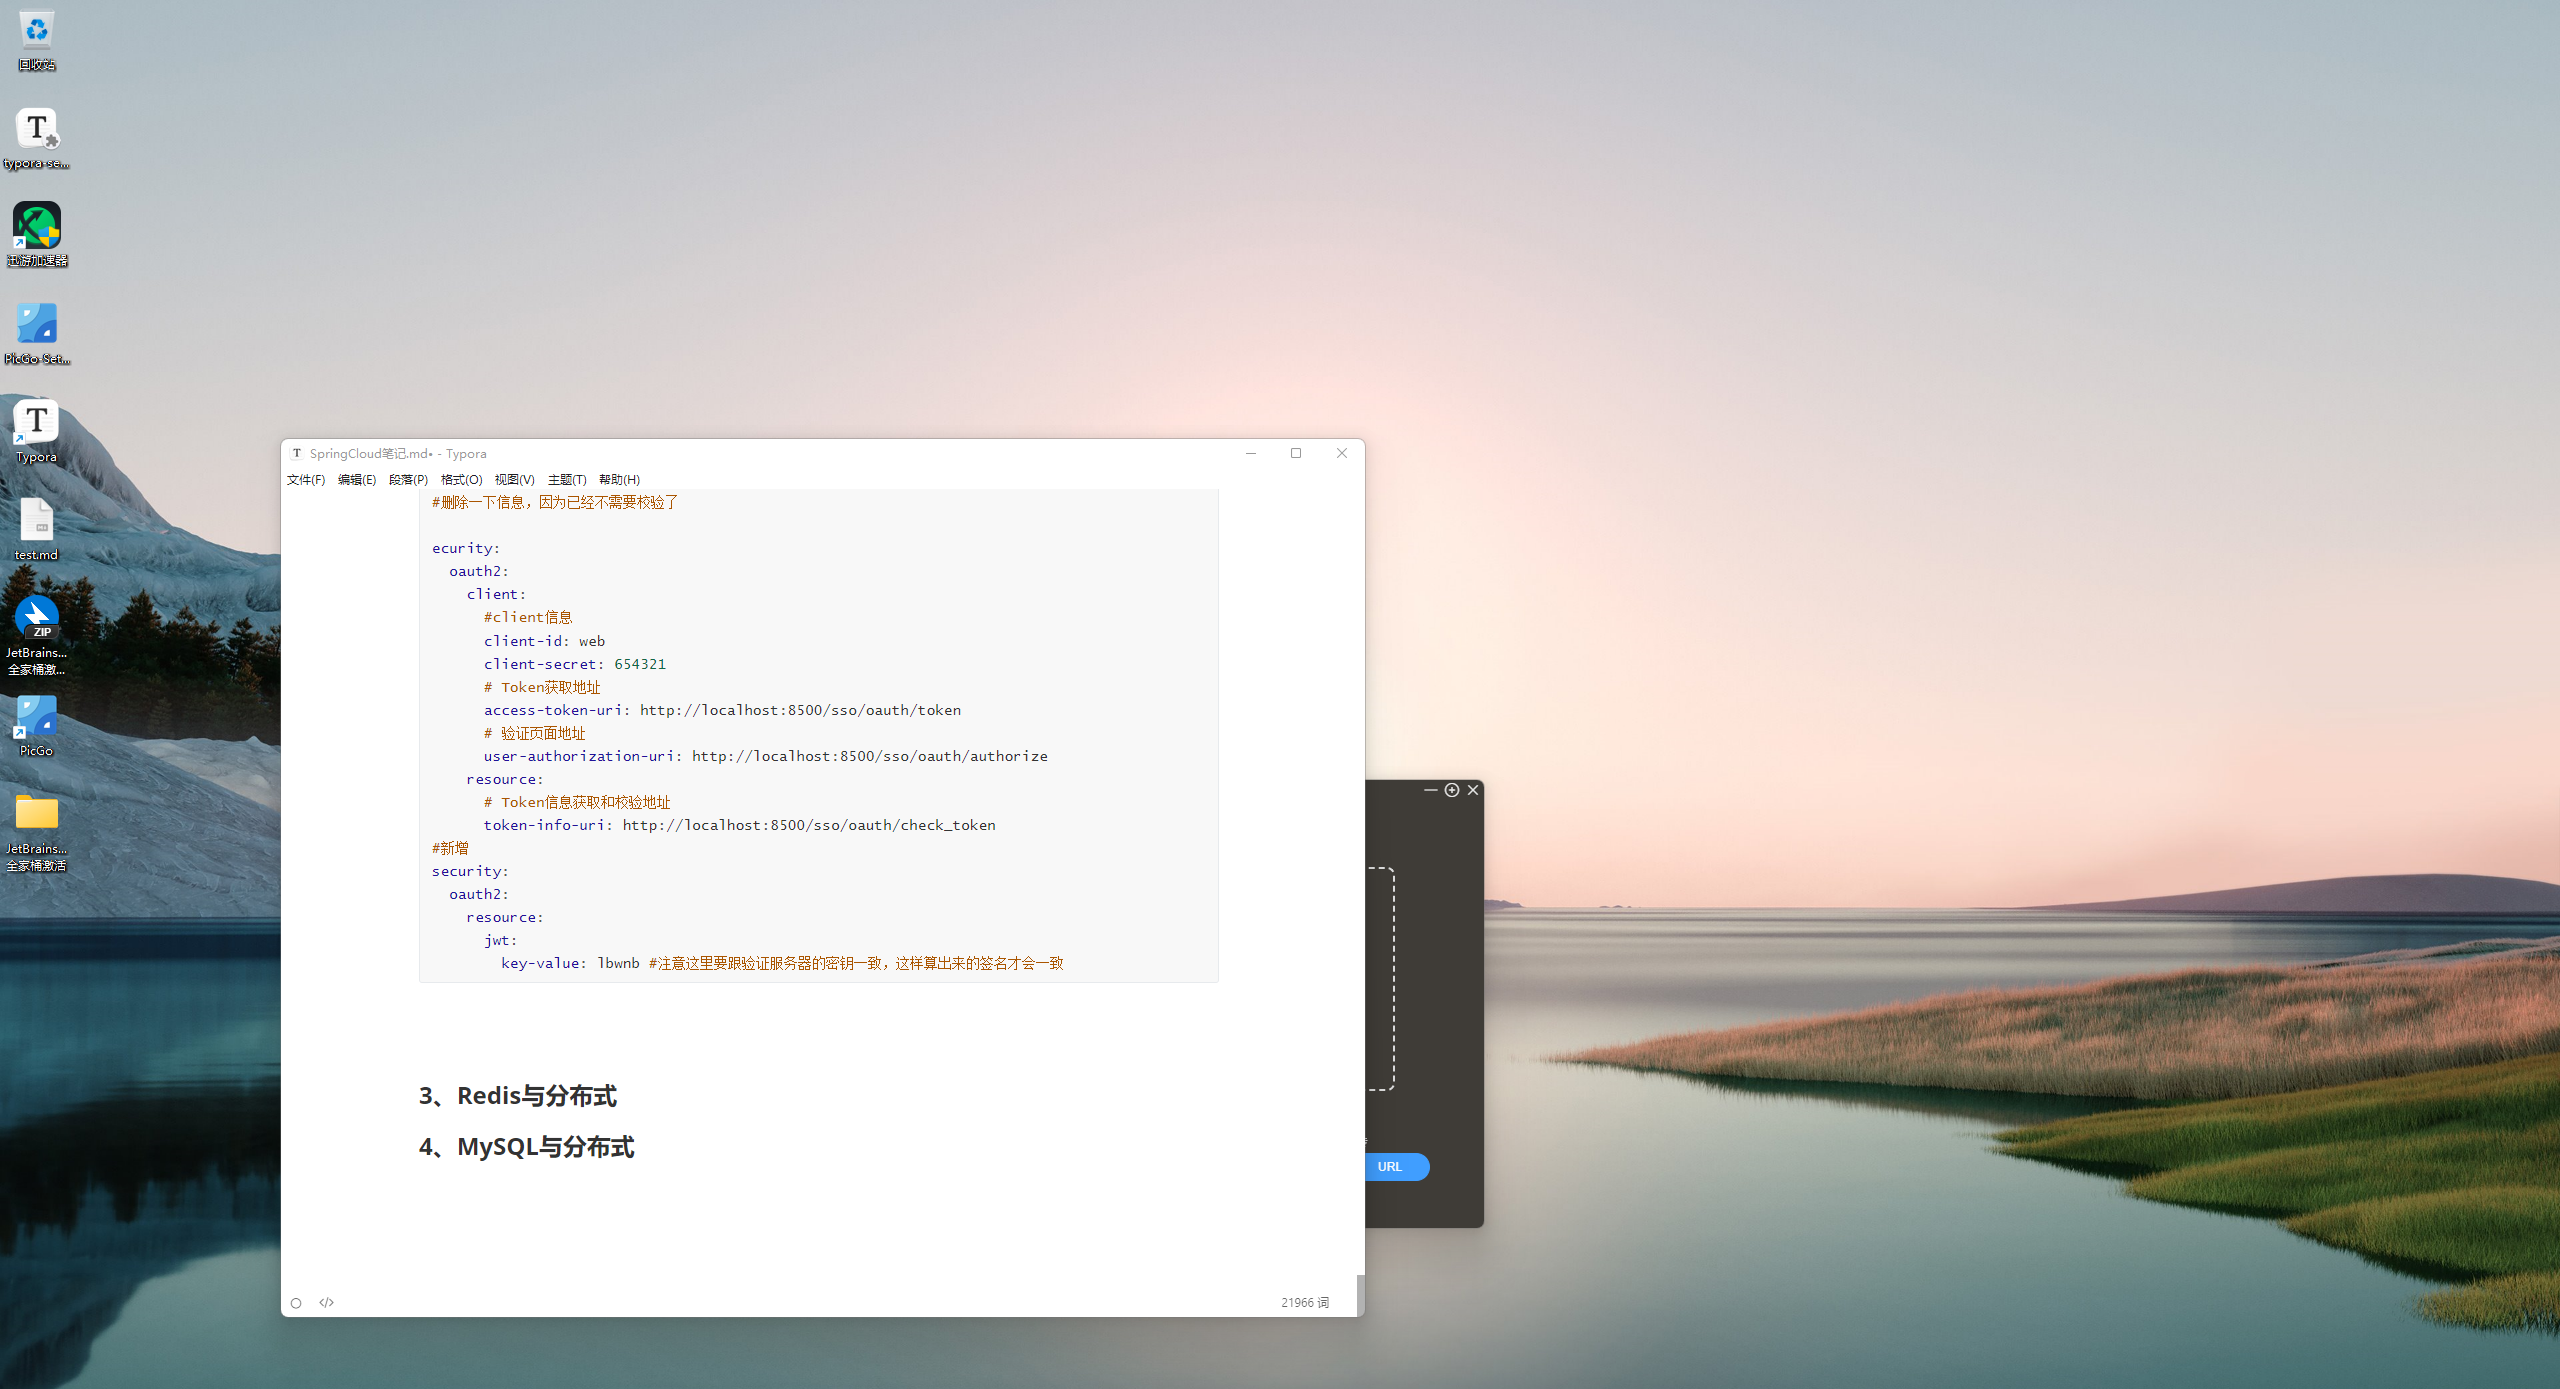 回收站
typora-se...
迅游加速器
PicGo-Set...
Typora
test.md
ZIP
JetBrains...
全家桶激...
PicGo
JetBrains...
全家桶激活
SpringCloud笔记.md• - Typora
文件(F) 编辑(E) 段落(P) 格式(O) 视图(V) 主题(T) 帮助(H)
#删除一下信息，因为已经不需要校验了
ecurity:
oauth2:
client:
#client信息
client-id: web
client-secret: 654321
# Token获取地址
access-token-uri: http://localhost:8500/sso/oauth/token
# 验证页面地址
user-authorization-uri: http://localhost:8500/sso/oauth/authorize
resource:
# Token信息获取和校验地址
token-info-uri: http://localhost:8500/sso/oauth/check_token
#新增
security:
oauth2:
resource:
jwt:
key-value: lbwnb #注意这里要跟验证服务器的密钥一致，这样算出来的签名才会一致
3、Redis与分布式
4、MySQL与分布式
21966 词
URL